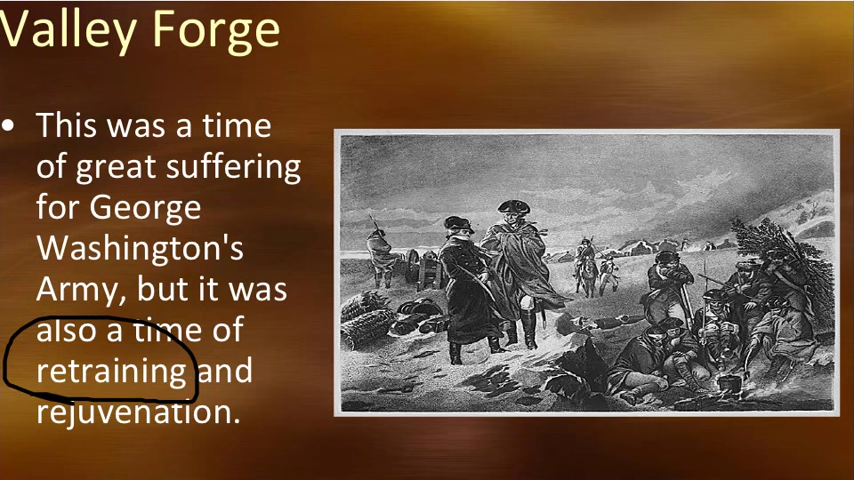 Valley Forge
• This was a time
of great suffering
for George
Washington's
Army, but it was
also a time of
retraining and
rejuvenation.